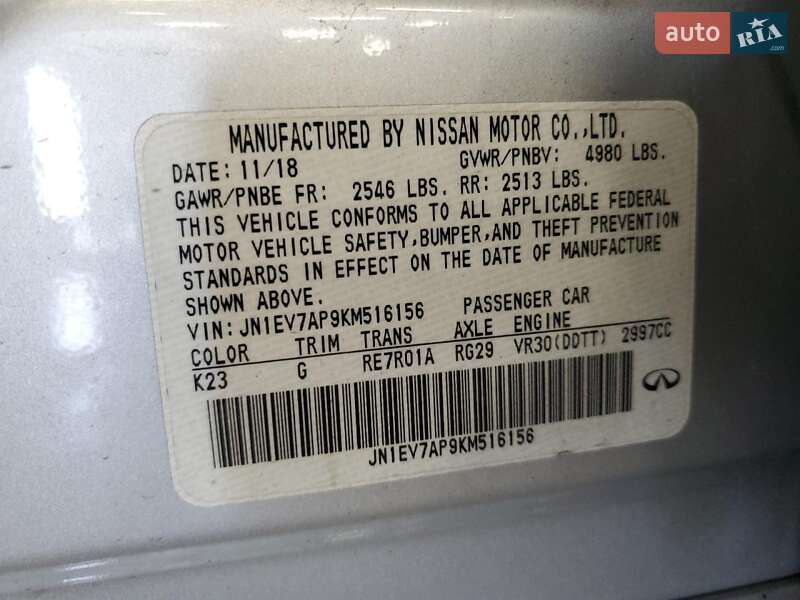 auto RIA.com
MANUFACTURED BY NISSAN MOTOR CO.,LTD.
DATE: 11/18 GVWR/PNBV: 4980 LBS.
GAWR/PNBE FR: 2546 LBS. RR: 2513 LBS.
THIS VEHICLE CONFORMS TO ALL APPLICABLE FEDERAL
MOTOR VEHICLE SAFETY,BUMPER,AND THEFT PREVENTION
STANDARDS IN EFFECT ON THE DATE OF MANUFACTURE
SHOWN ABOVE.
VIN:JN1EV7AP9KM516156 PASSENGER CAR
COLOR TRIM TRANS AXLE ENGINE
K23 G RE7R01A RG29 VR30(DDTT) 2997CC
JN1EV7AP9KM516156